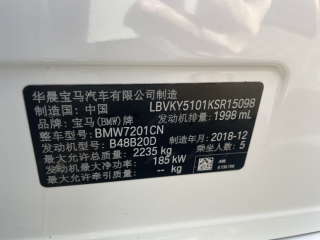 华晨宝马汽车有限公司制造
制造国：中国 LBVKY5101KSR15098
品牌：宝马(BMW)牌 发动机排量：1998 mL
整车型号：BMW7201CN
发动机型号：B48B20D 制造年月：2018-12
最大允许总质量：2235 kg 乘坐人数：5
发动机最大净功率：185 kW
最大允许牵引质量：-- kg